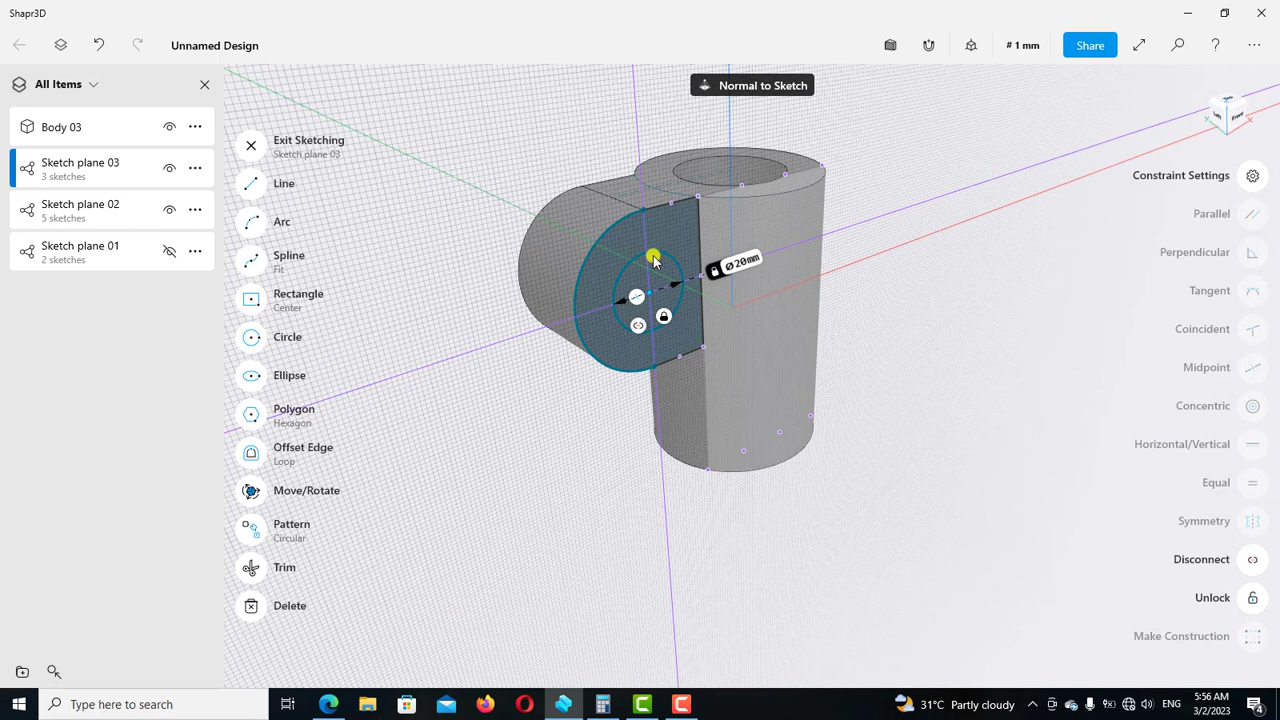 Shapr3D
Unnamed Design
# 1 mm
Share
All Items
Normal to Sketch
Body 03
Sketch plane 03
3 sketches
Sketch plane 02
5 sketches
Sketch plane 01
2 sketches
Exit Sketching
Sketch plane 03
Line
Arc
Spline
Fit
Rectangle
Center
Circle
Ellipse
Polygon
Hexagon
Offset Edge
Loop
Move/Rotate
Pattern
Circular
Trim
Delete
Ø20mm
Constraint Settings
Parallel
Perpendicular
Tangent
Coincident
Midpoint
Concentric
Horizontal/Vertical
Equal
Symmetry
Disconnect
Unlock
Make Construction
Type here to search
31°C Partly cloudy
ENG
5:56 AM
3/2/2023
4